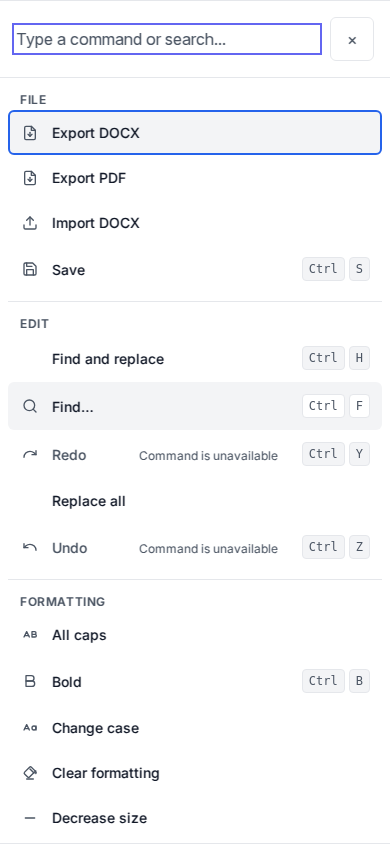 Type a command or search...
×
FILE
Export DOCX
Export PDF
Import DOCX
Save Ctrl S
EDIT
Find and replace Ctrl H
Find... Ctrl F
Redo Command is unavailable Ctrl Y
Replace all
Undo Command is unavailable Ctrl Z
FORMATTING
AB All caps
B Bold Ctrl B
Aa Change case
Clear formatting
Decrease size